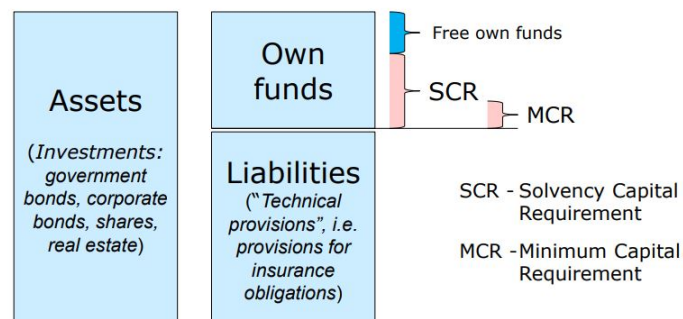 Assets
(Investments:
government
bonds, corporate
bonds, shares,
real estate)
Own
funds
Liabilities
(“Technical
provisions”, i.e.
provisions for
insurance
obligations)
Free own funds
SCR
MCR
SCR - Solvency Capital
Requirement
MCR - Minimum Capital
Requirement